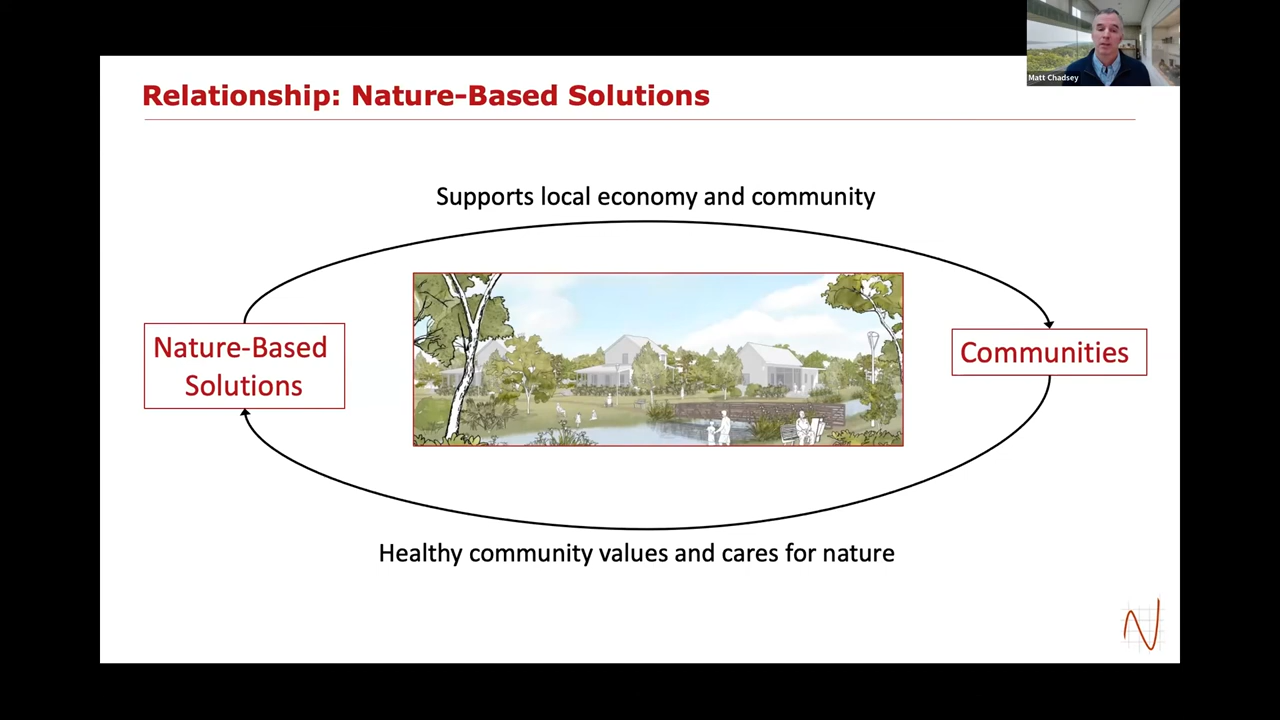 Matt Chadsey
Relationship: Nature-Based Solutions
Supports local economy and community
Nature-Based
Solutions
Communities
Healthy community values and cares for nature